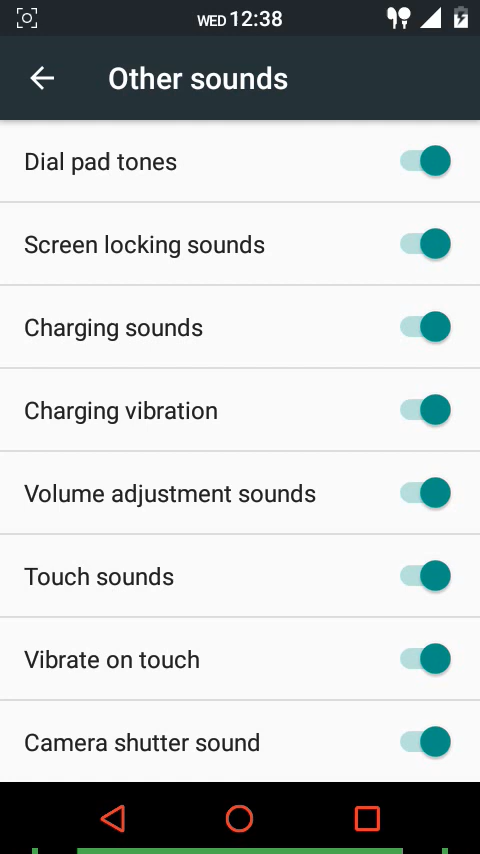 WED 12:38
Other sounds
Dial pad tones
Screen locking sounds
Charging sounds
Charging vibration
Volume adjustment sounds
Touch sounds
Vibrate on touch
Camera shutter sound